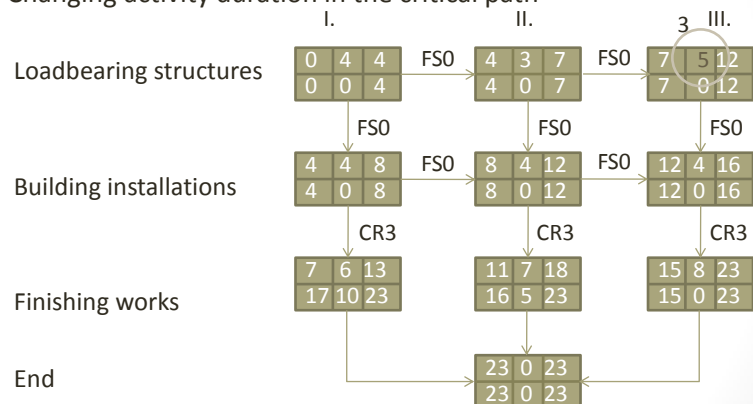 Changing activity duration in the critical path
I. II. 3 III.
Loadbearing structures
0 4 4 FS0 4 3 7 FS0 7 5 12
0 0 4 4 0 7 7 0 12
FS0 FS0 FS0
Building installations
4 4 8 FS0 8 4 12 FS0 12 4 16
4 0 8 8 0 12 12 0 16
CR3 CR3 CR3
Finishing works
7 6 13 11 7 18 15 8 23
17 10 23 16 5 23 15 0 23
End
23 0 23
23 0 23